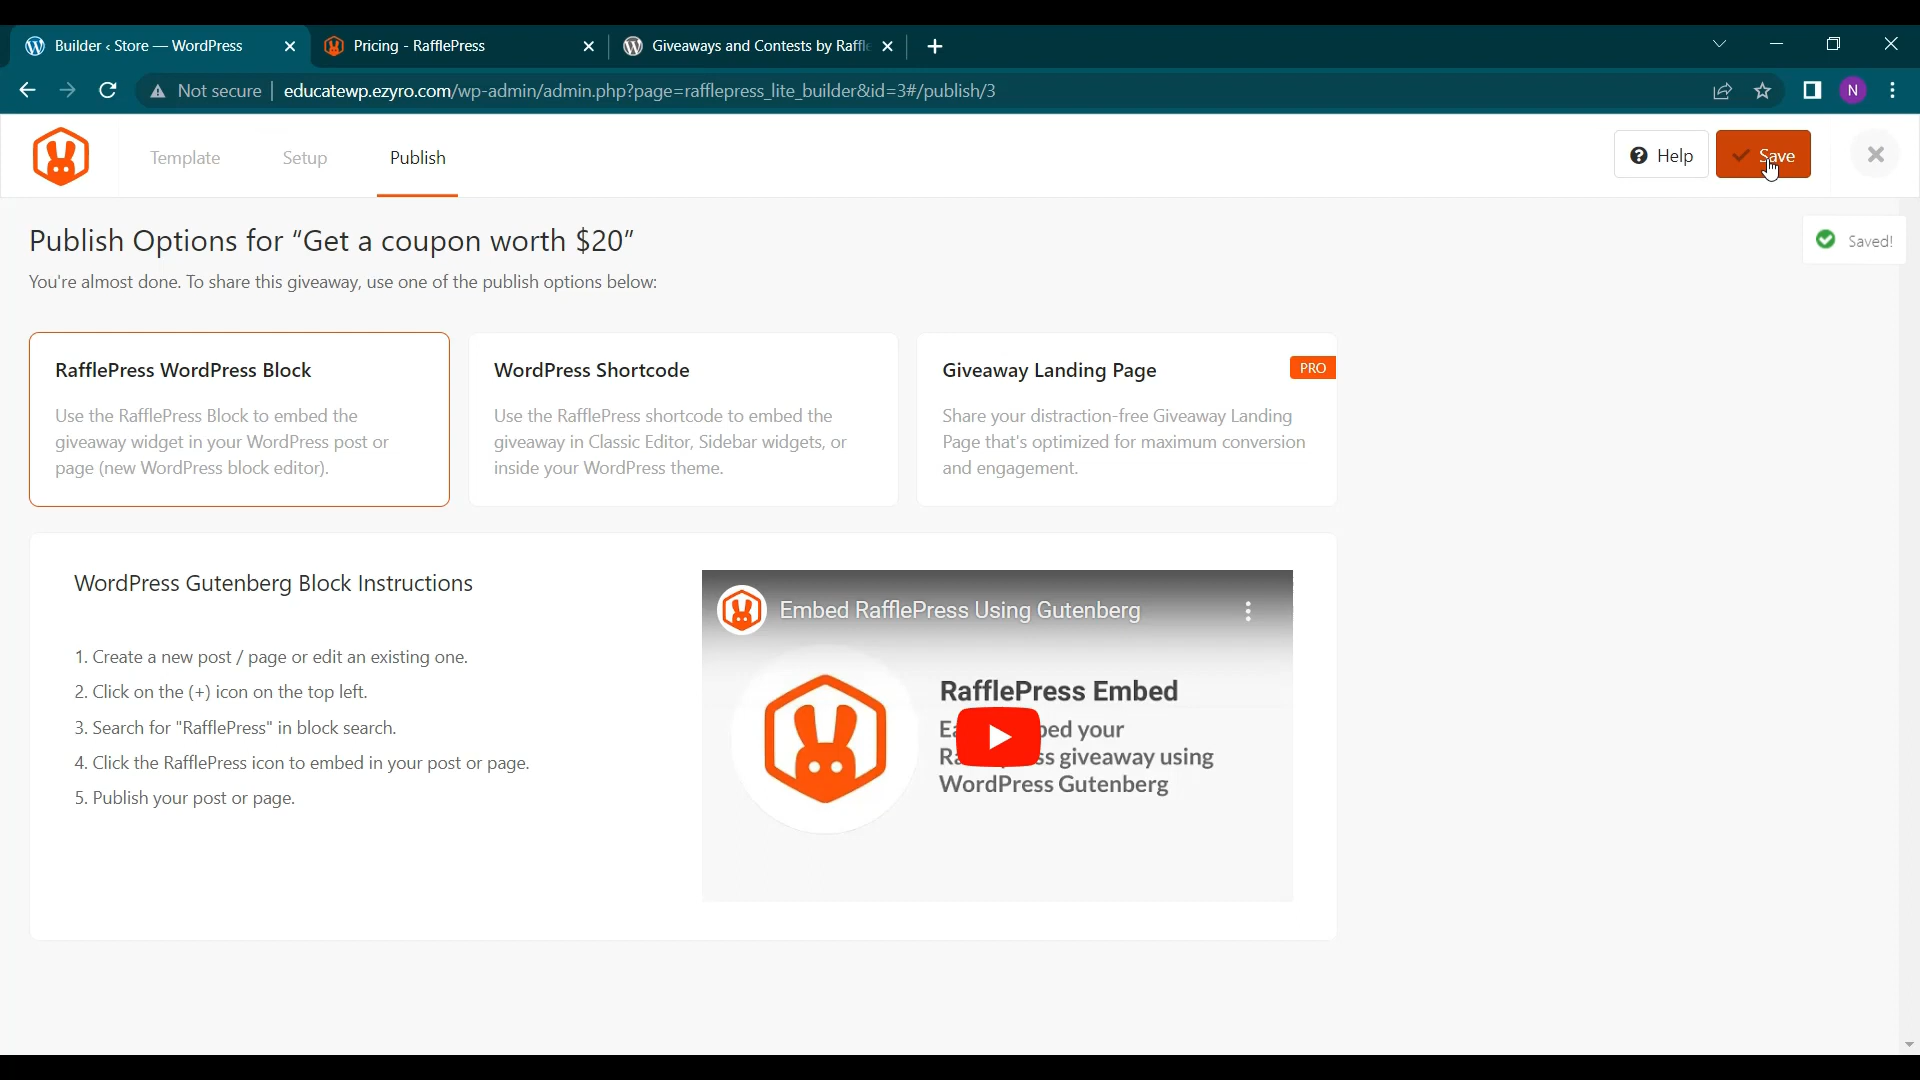 Builder ‹ Store — WordPress
Pricing - RafflePress
Giveaways and Contests by Raffle
Not secure
educatewp.ezyro.com/wp-admin/admin.php?page=rafflepress_lite_builder&id=3#/publish/3
N
Template
Setup
Publish
Help
Save
Publish Options for “Get a coupon worth $20”
Saved!
You're almost done. To share this giveaway, use one of the publish options below:
RafflePress WordPress Block
Use the RafflePress Block to embed the
giveaway widget in your WordPress post or
page (new WordPress block editor).
WordPress Shortcode
Use the RafflePress shortcode to embed the
giveaway in Classic Editor, Sidebar widgets, or
inside your WordPress theme.
Giveaway Landing Page
PRO
Share your distraction-free Giveaway Landing
Page that's optimized for maximum conversion
and engagement.
WordPress Gutenberg Block Instructions
1. Create a new post / page or edit an existing one.
2. Click on the (+) icon on the top left.
3. Search for "RafflePress" in block search.
4. Click the RafflePress icon to embed in your post or page.
5. Publish your post or page.
Embed RafflePress Using Gutenberg
RafflePress Embed
your
giveaway using
WordPress Gutenberg